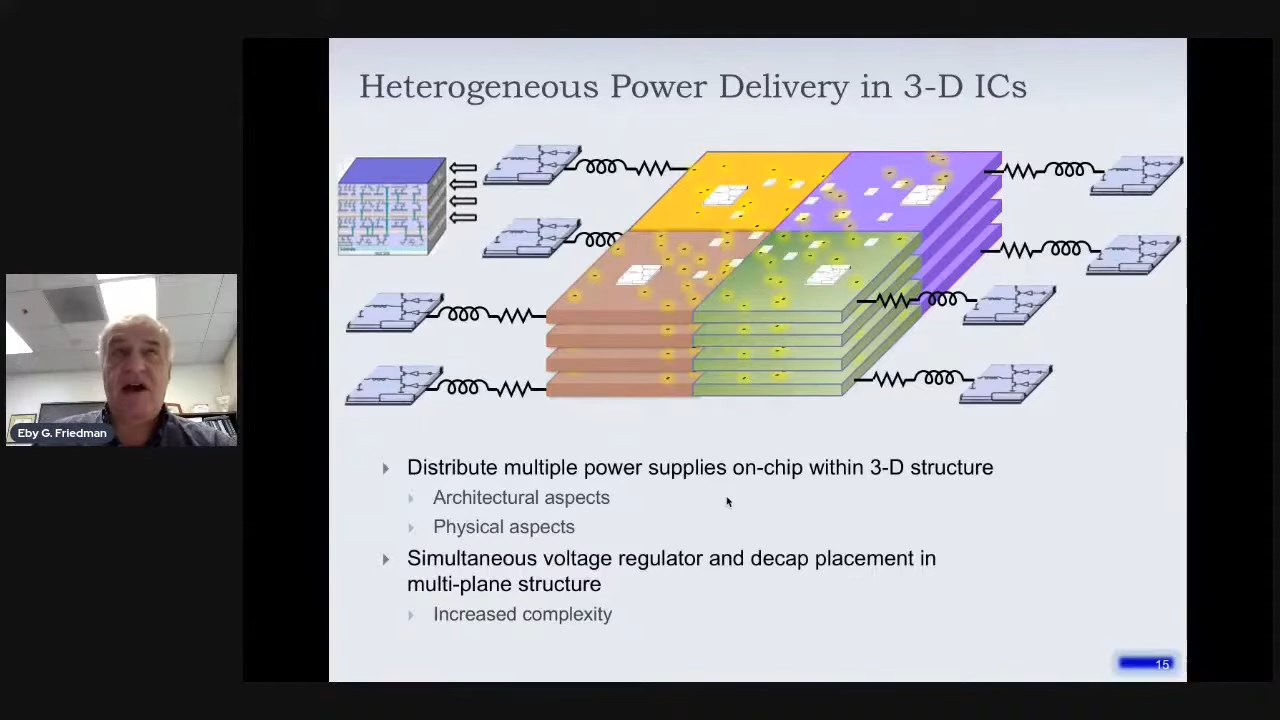 Heterogeneous Power Delivery in 3-D ICs
Eby G. Friedman
Distribute multiple power supplies on-chip within 3-D structure
Architectural aspects
Physical aspects
Simultaneous voltage regulator and decap placement in
multi-plane structure
Increased complexity
15